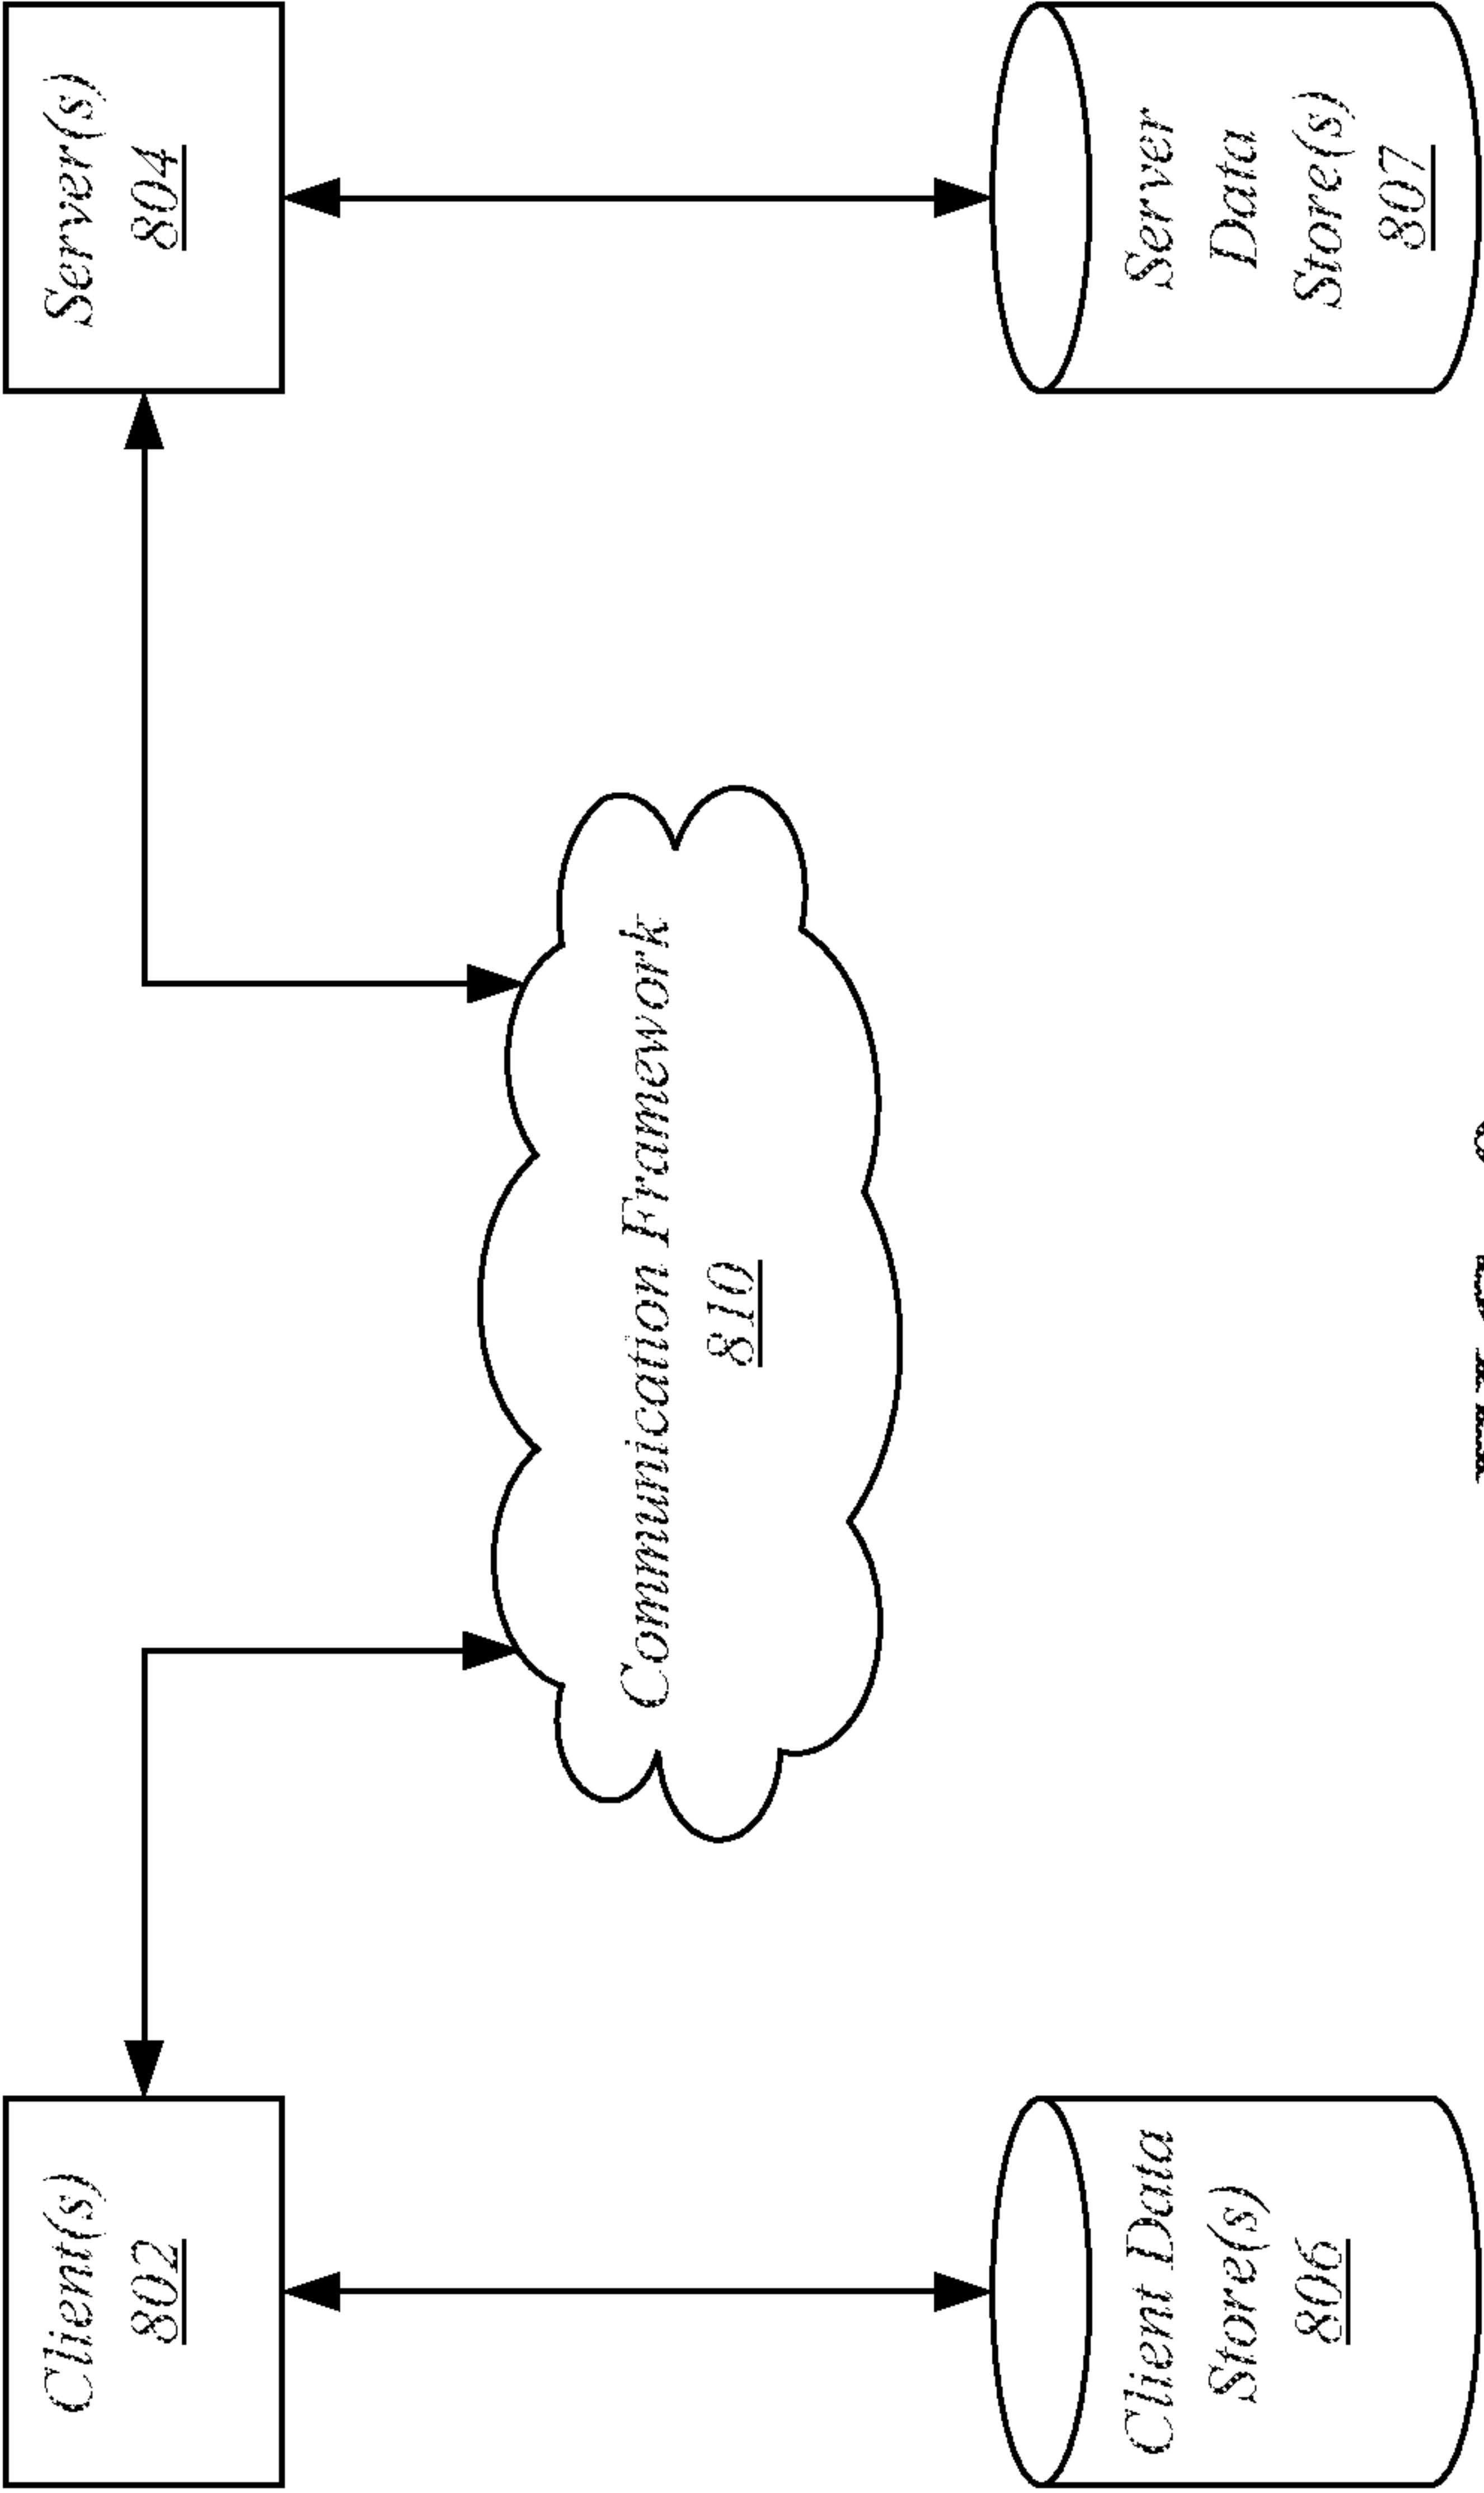 Client(s)
802
Server(s)
804
Communication Framework
810
Client Data
Store(s)
806
Server
Data
Store(s)
807